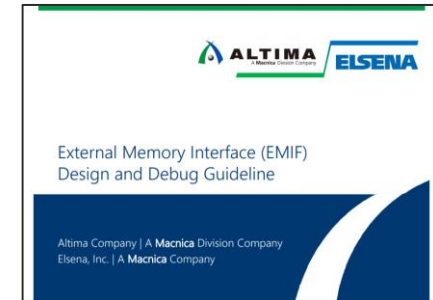 ALTIMA
A Macnica Division Company
ELSENA
External Memory Interface (EMIF)
Design and Debug Guideline
Altima Company | A Macnica Division Company
Elsena, Inc. | A Macnica Company